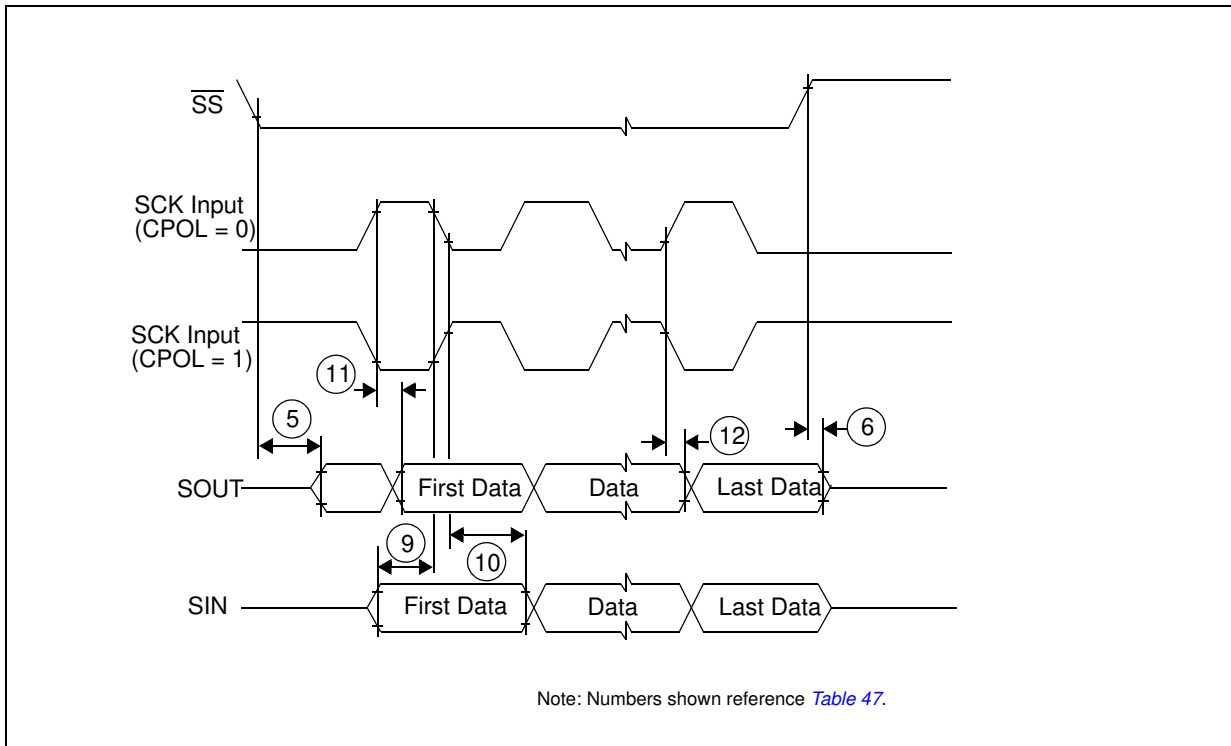 SS
SCK Input
(CPOL = 0)
SCK Input
(CPOL = 1)
11
5
12
6
SOUT
First Data
Data
Last Data
9
10
SIN
First Data
Data
Last Data
Note: Numbers shown reference Table 47.